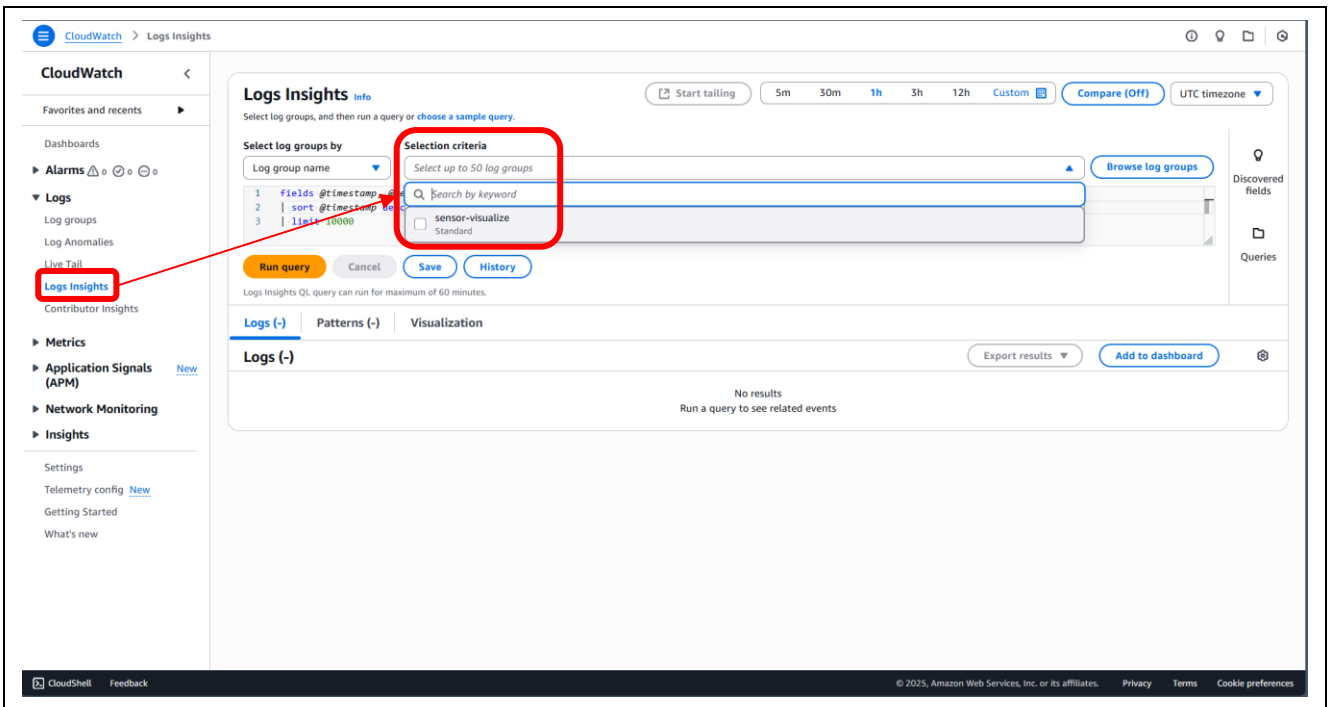 CloudWatch > Logs Insights
CloudWatch
Favorites and recents
Dashboards
Alarms 0 0 0
Logs
Log groups
Log Anomalies
Live Tail
Logs Insights
Contributor Insights
Metrics
Application Signals New
(APM)
Network Monitoring
Insights
Settings
Telemetry config New
Getting Started
What's new
Logs Insights Info
Start tailing
5m 30m 1h 3h 12h Custom
Compare (Off)
UTC timezone
Select log groups, and then run a query or choose a sample query.
Select log groups by
Log group name
Selection criteria
Select up to 50 log groups
Browse log groups
Search by keyword
sensor-visualize
Standard
1 fields @timestamp,
2 | sort @timestamp
3 | limit 10000
Discovered
fields
Queries
Run query Cancel Save History
Logs Insights QL query can run for maximum of 60 minutes.
Logs (-) Patterns (-) Visualization
Logs (-)
Export results
Add to dashboard
No results
Run a query to see related events
CloudShell Feedback
© 2025, Amazon Web Services, Inc. or its affiliates. Privacy Terms Cookie preferences